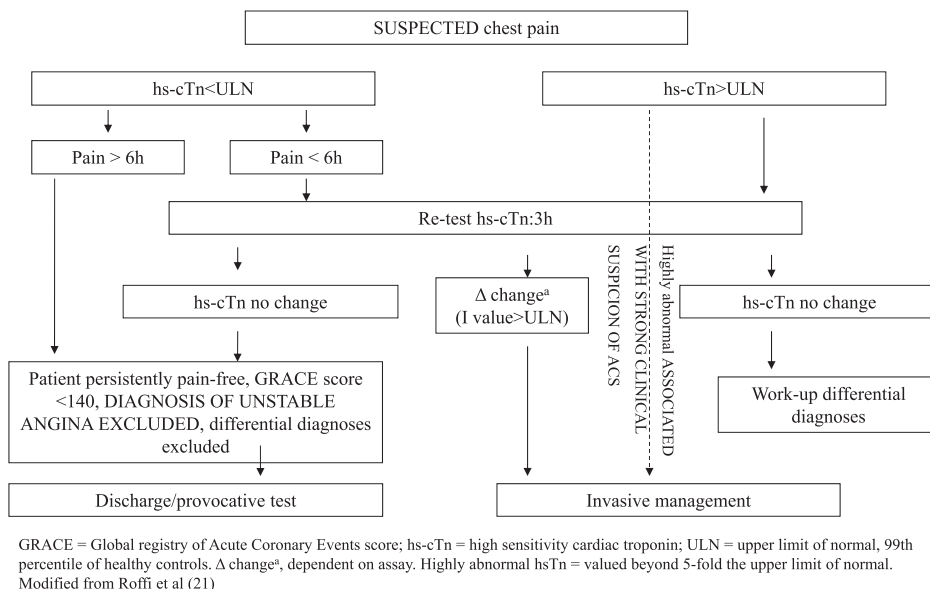 SUSPECTED chest pain
hs-cTn<ULN
hs-cTn>ULN
Pain > 6h
Pain < 6h
Re-test hs-cTn:3h
hs-cTn no change
Δ changeᵃ
(I value>ULN)
Highly abnormal ASSOCIATED
WITH STRONG CLINICAL
SUSPICION OF ACS
hs-cTn no change
Patient persistently pain-free, GRACE score
<140, DIAGNOSIS OF UNSTABLE
ANGINA EXCLUDED, differential diagnoses
excluded
Work-up differential
diagnoses
Discharge/provocative test
Invasive management
GRACE = Global registry of Acute Coronary Events score; hs-cTn = high sensitivity cardiac troponin; ULN = upper limit of normal, 99th
percentile of healthy controls. Δ changeᵃ, dependent on assay. Highly abnormal hsTn = valued beyond 5-fold the upper limit of normal.
Modified from Roffi et al (21)